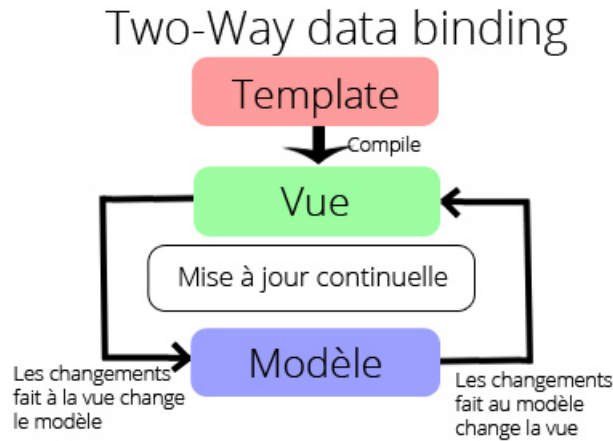 Two-Way data binding
Template
Compile
Vue
Mise à jour continuelle
Modèle
Les changements
fait à la vue change
le modèle
Les changements
fait au modèle
change la vue